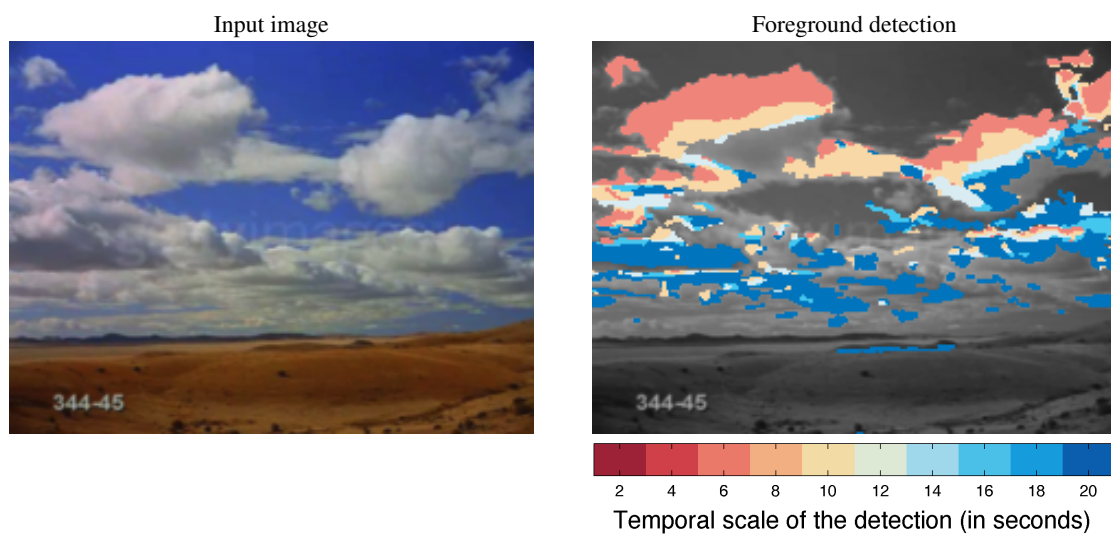 Input image
Foreground detection
344-45
344-45
2 4 6 8 10 12 14 16 18 20
Temporal scale of the detection (in seconds)